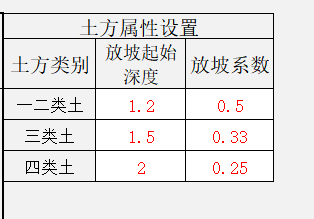 土方属性设置
土方类别 放坡起始深度 放坡系数
一二类土 1.2 0.5
三类土 1.5 0.33
四类土 2 0.25